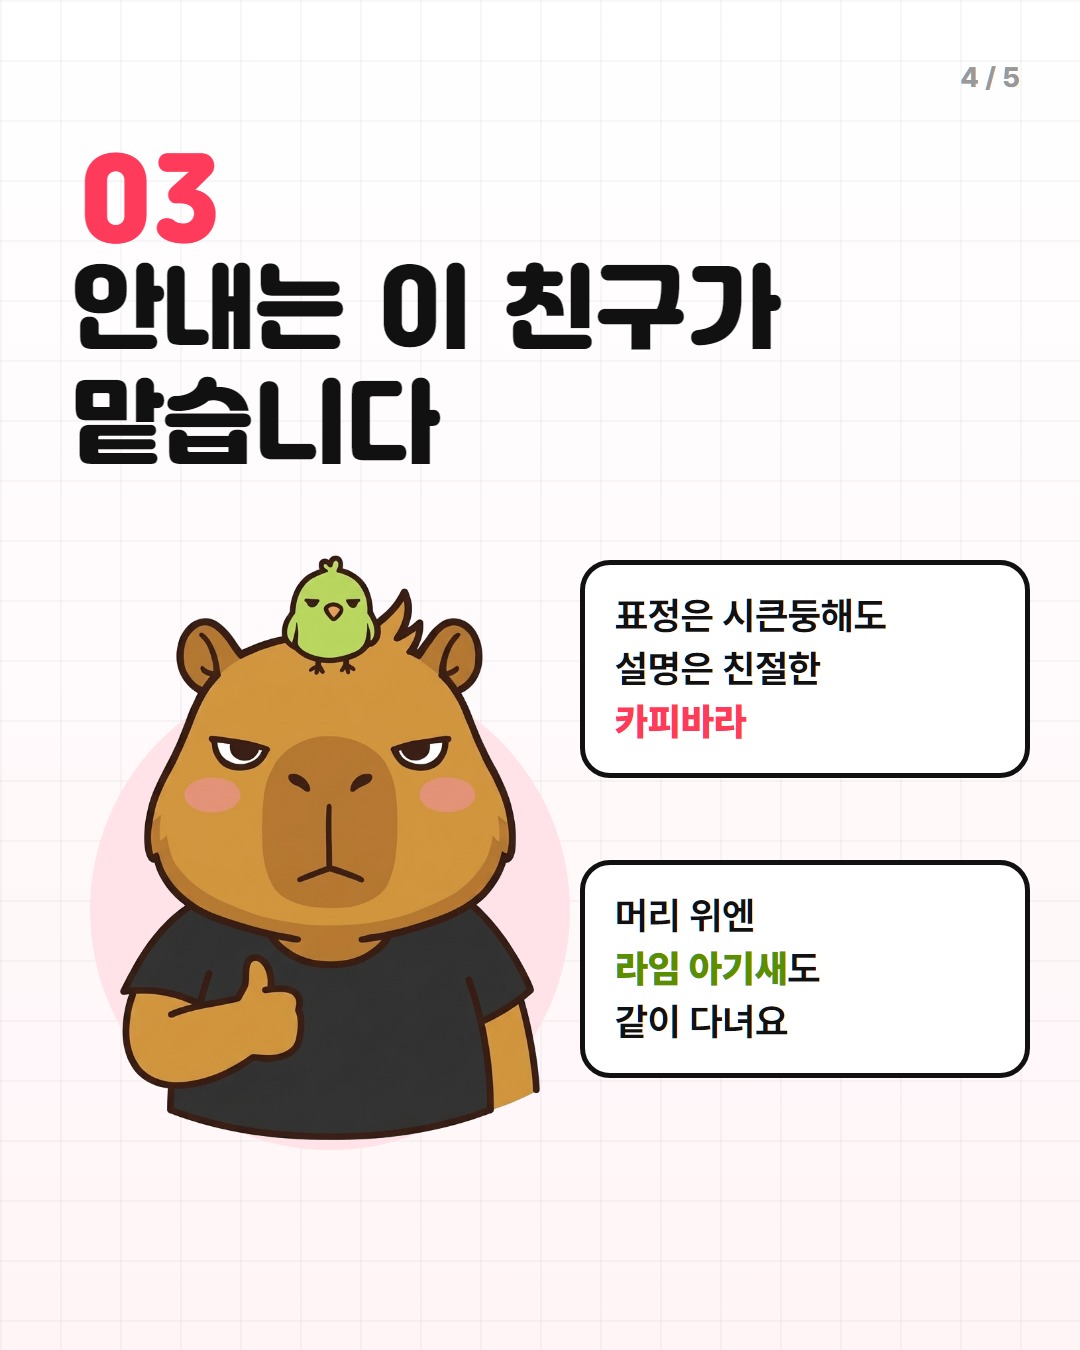 4 / 5
03
안내는 이 친구가
맡습니다
표정은 시큰둥해도
설명은 친절한
카피바라
머리 위엔
라임 아기새도
같이 다녀요